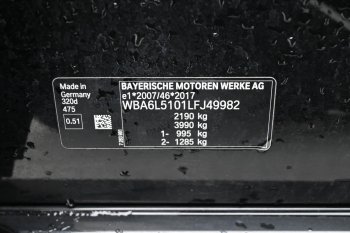 Made in
Germany
320d
475
0.51
BAYERISCHE MOTOREN WERKE AG
e1*2007/46*2017
WBA6L5101LFJ49982
2190 kg
3990 kg
1- 995 kg
2- 1285 kg